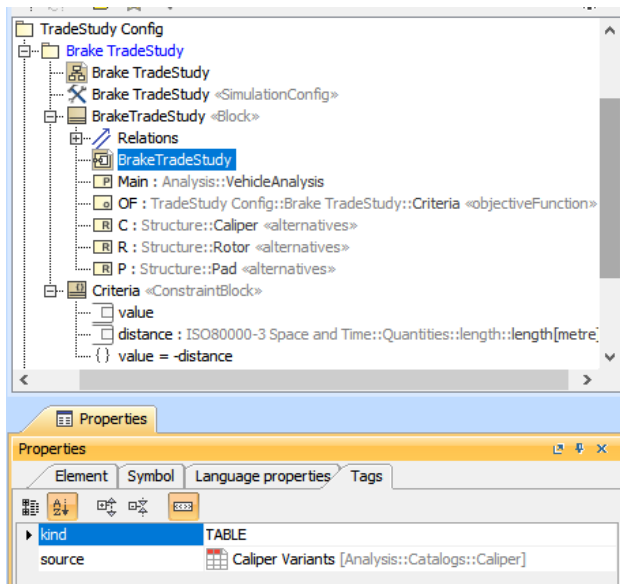 TradeStudy Config
Brake TradeStudy
Brake TradeStudy
Brake TradeStudy «SimulationConfig»
BrakeTradeStudy «Block»
Relations
BrakeTradeStudy
Main : Analysis::VehicleAnalysis
OF : TradeStudy Config::Brake TradeStudy::Criteria «objectiveFunction»
C : Structure::Caliper «alternatives»
R : Structure::Rotor «alternatives»
P : Structure::Pad «alternatives»
Criteria «ConstraintBlock»
value
distance : ISO80000-3 Space and Time::Quantities::length::length[metre]
{} value = -distance
Properties
Properties
Element Symbol Language properties Tags
kind TABLE
source Caliper Variants [Analysis::Catalogs::Caliper]